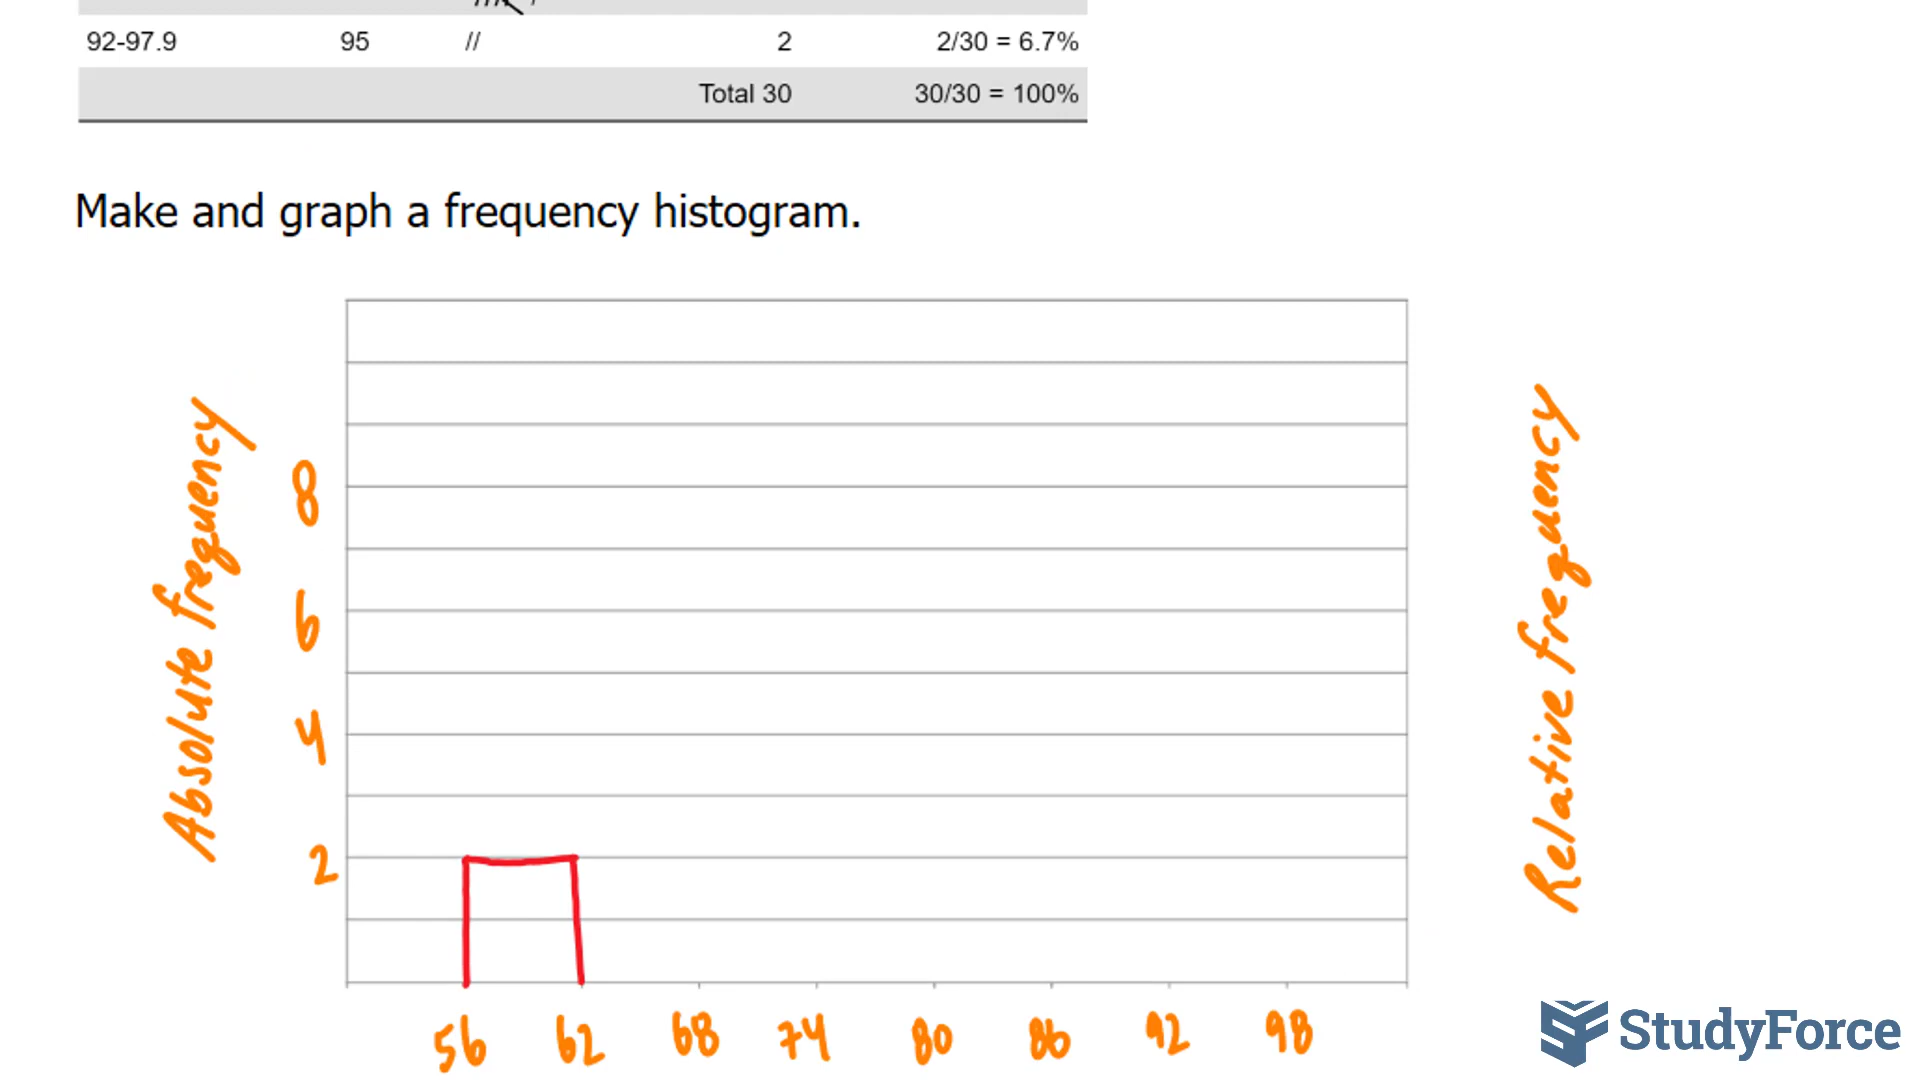 92-97.9 95 // 2 2/30 = 6.7%
Total 30 30/30 = 100%
Make and graph a frequency histogram.
Absolute frequency
8
6
4
2
Relative frequency
56 62 68 74 80 86 92 98
StudyForce